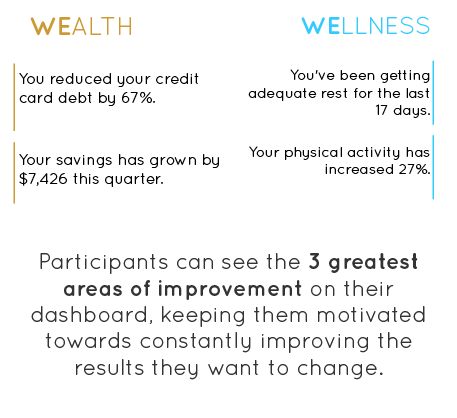 WEALTH
You reduced your credit
card debt by 67%.
Your savings has grown by
$7,426 this quarter.
WELLNESS
You've been getting
adequate rest for the last
17 days.
Your physical activity has
increased 27%.
Participants can see the 3 greatest
areas of improvement on their
dashboard, keeping them motivated
towards constantly improving the
results they want to change.